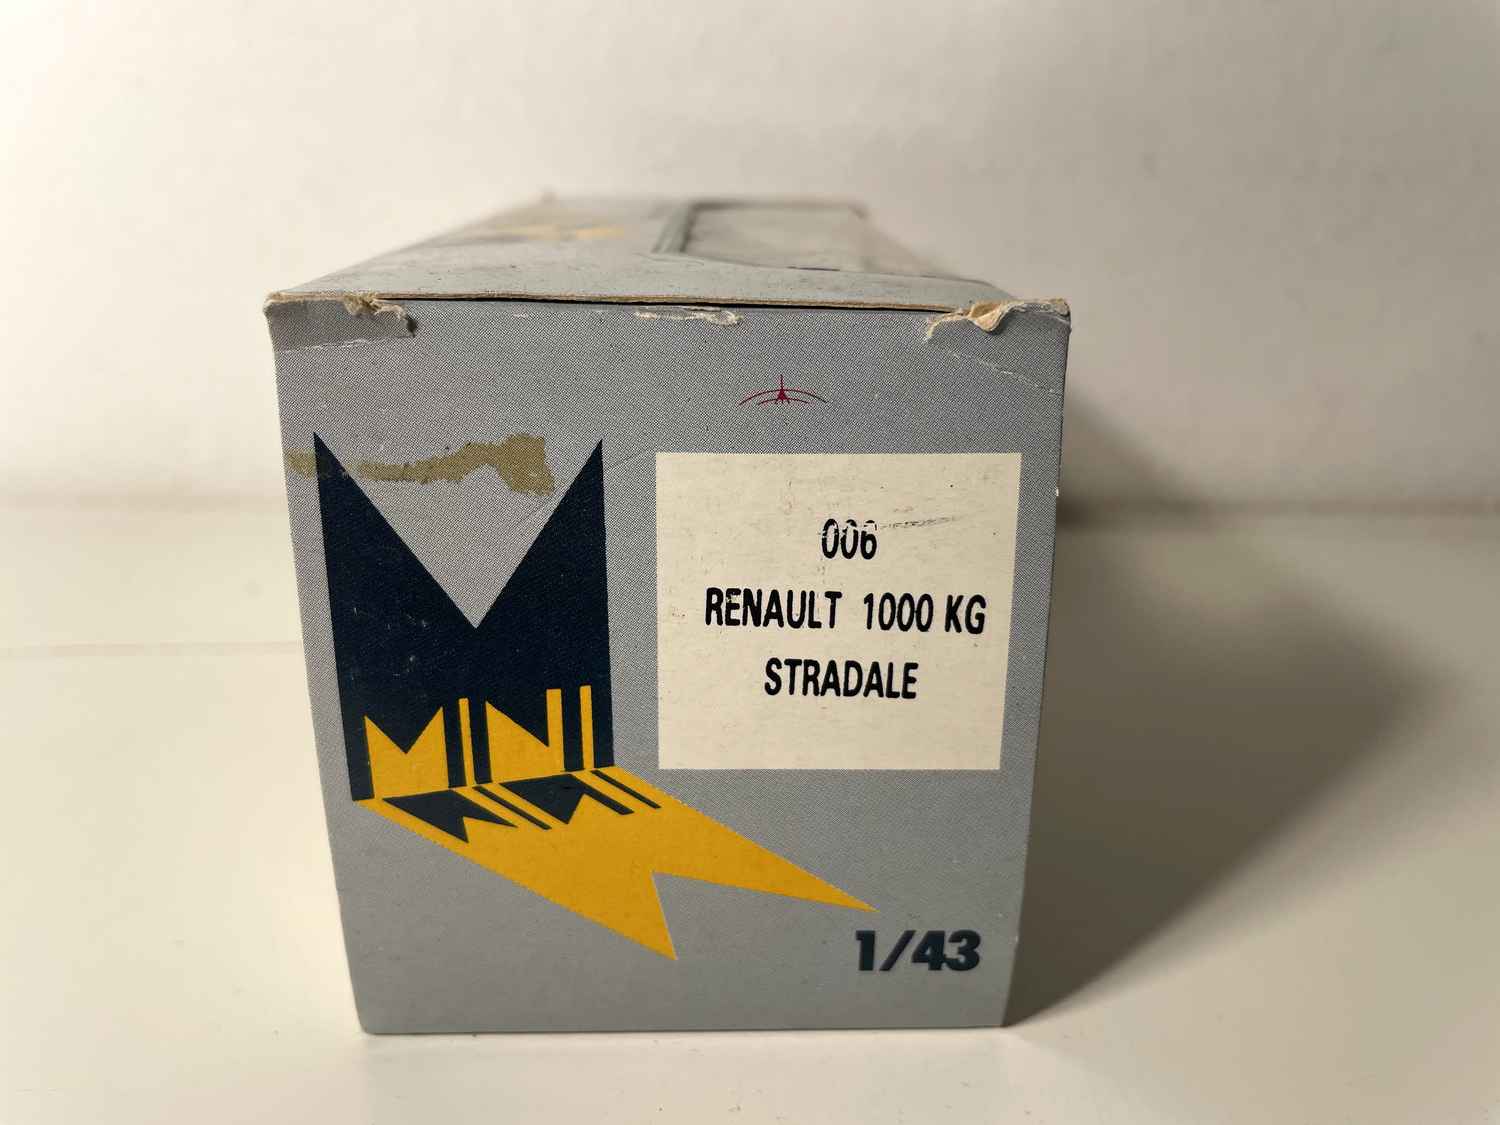 006
RENAULT 1000 KG
STRADALE
MINI
1/43